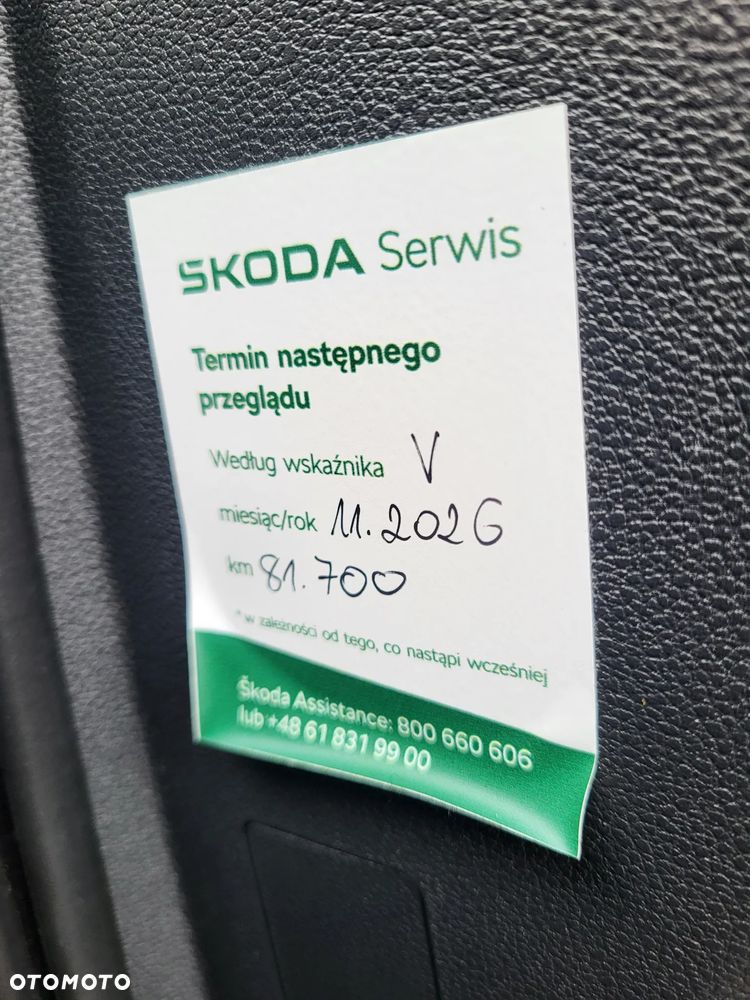 ŠKODA Serwis
Termin następnego
przeglądu
Według wskaźnika V
miesiąc/rok 11.2026
km 81.700
* w zależności od tego, co nastąpi wcześniej
Škoda Assistance: 800 660 606
lub +48 61 831 99 00
OTOMOTO